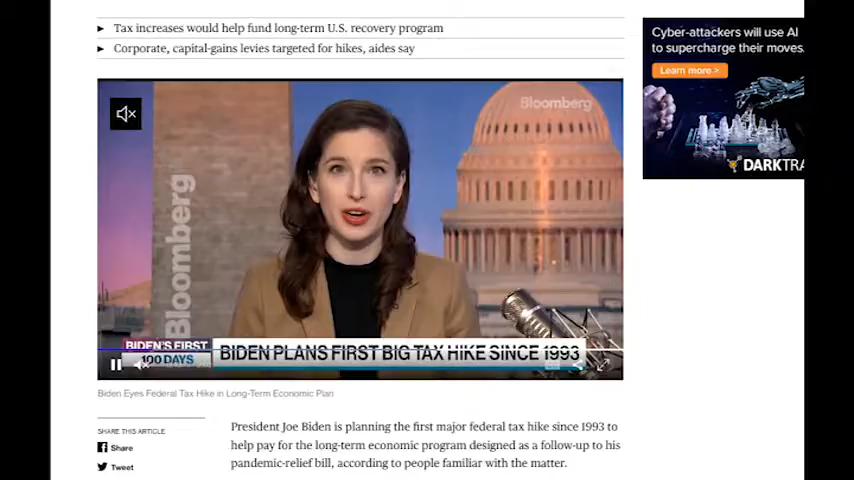 Tax increases would help fund long-term U.S. recovery program
Corporate, capital-gains levies targeted for hikes, aides say
Cyber-attackers will use AI
to supercharge their moves.
Learn more >
DARKTRA
Bloomberg
Bloomberg
BIDEN'S FIRST
100 DAYS
BIDEN PLANS FIRST BIG TAX HIKE SINCE 1993
Biden Eyes Federal Tax Hike in Long-Term Economic Plan
SHARE THIS ARTICLE
Share
Tweet
President Joe Biden is planning the first major federal tax hike since 1993 to
help pay for the long-term economic program designed as a follow-up to his
pandemic-relief bill, according to people familiar with the matter.